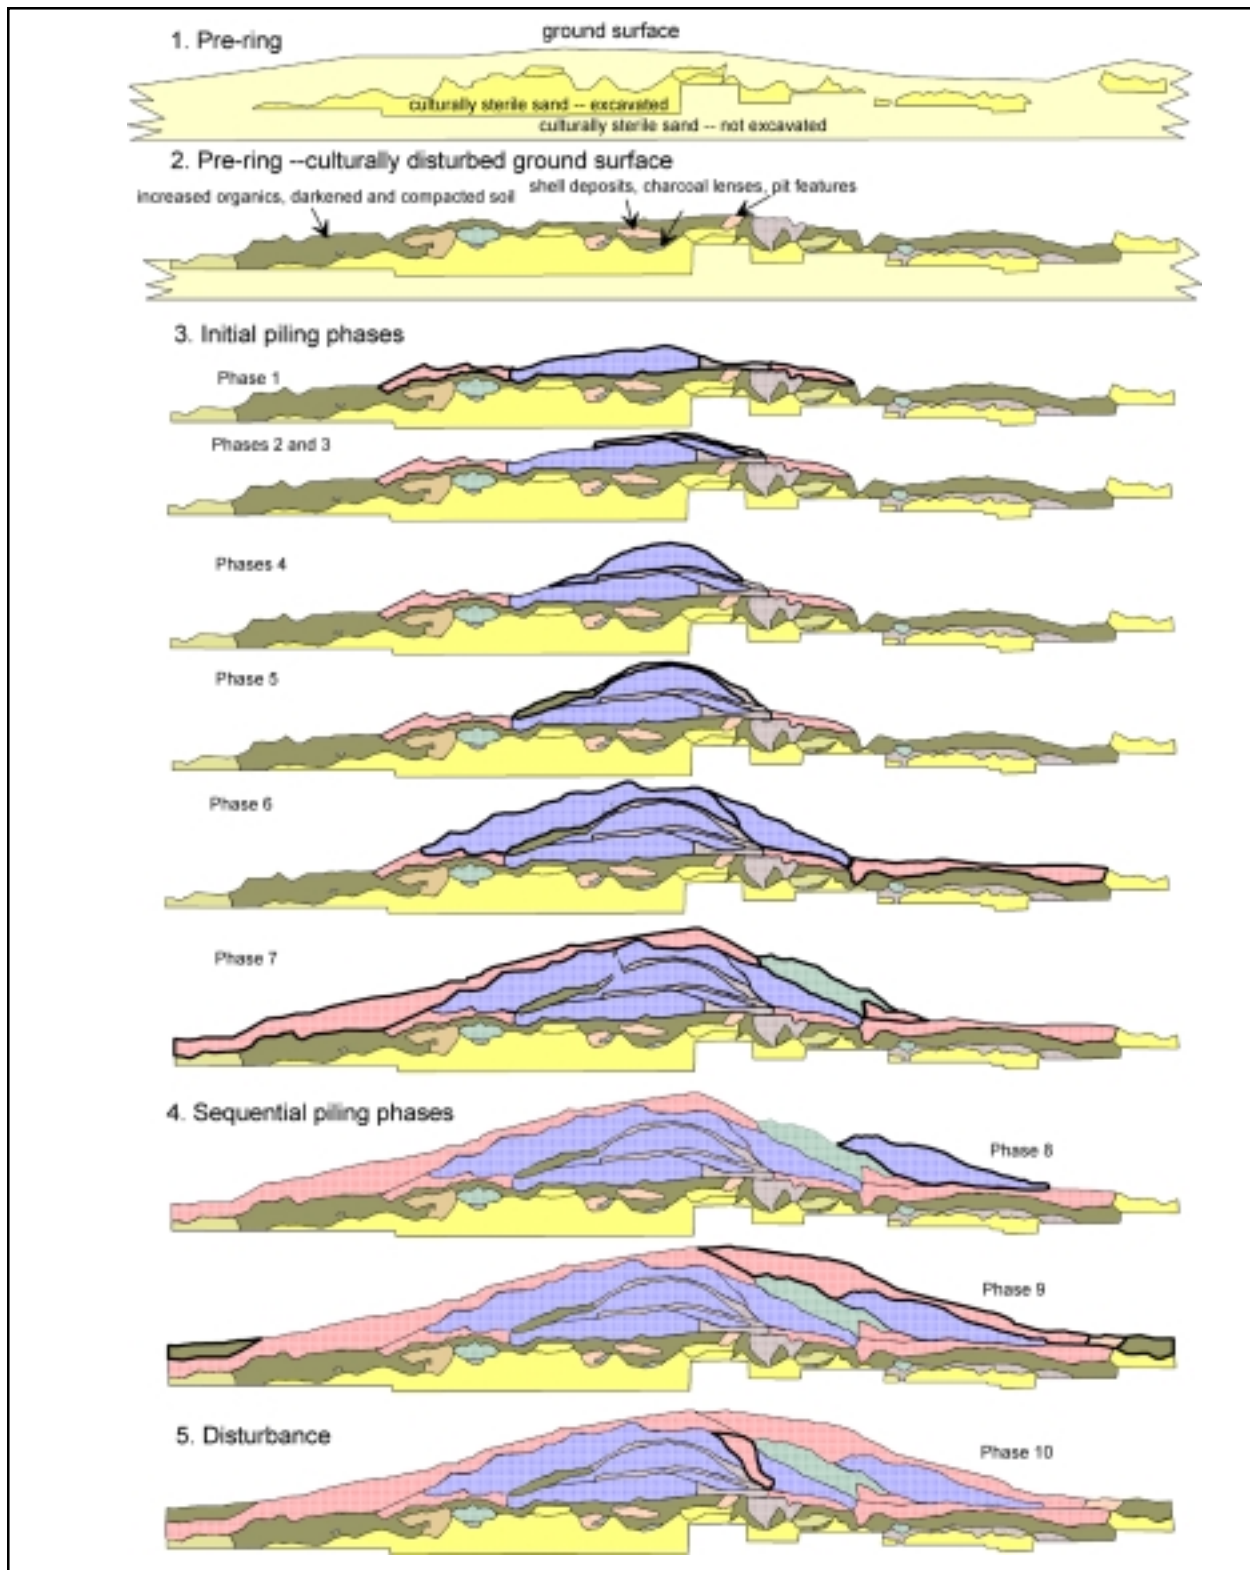 1. Pre-ring
ground surface
culturally sterile sand -- excavated
culturally sterile sand -- not excavated
2. Pre-ring --culturally disturbed ground surface
increased organics, darkened and compacted soil
shell deposits, charcoal lenses, pit features
3. Initial piling phases
Phase 1
Phases 2 and 3
Phases 4
Phase 5
Phase 6
Phase 7
4. Sequential piling phases
Phase 8
Phase 9
5. Disturbance
Phase 10